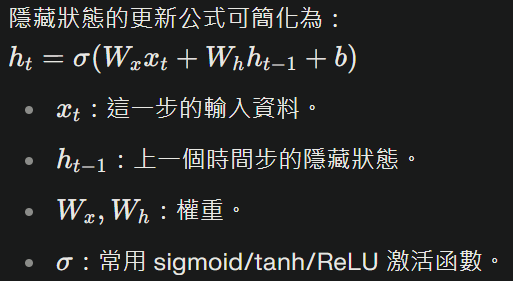 隱藏狀態的更新公式可簡化為：
h_t = σ(W_x x_t + W_h h_{t−1} + b)
• x_t：這一步的輸入資料。
• h_{t−1}：上一個時間步的隱藏狀態。
• W_x, W_h：權重。
• σ：常用 sigmoid/tanh/ReLU 激活函數。